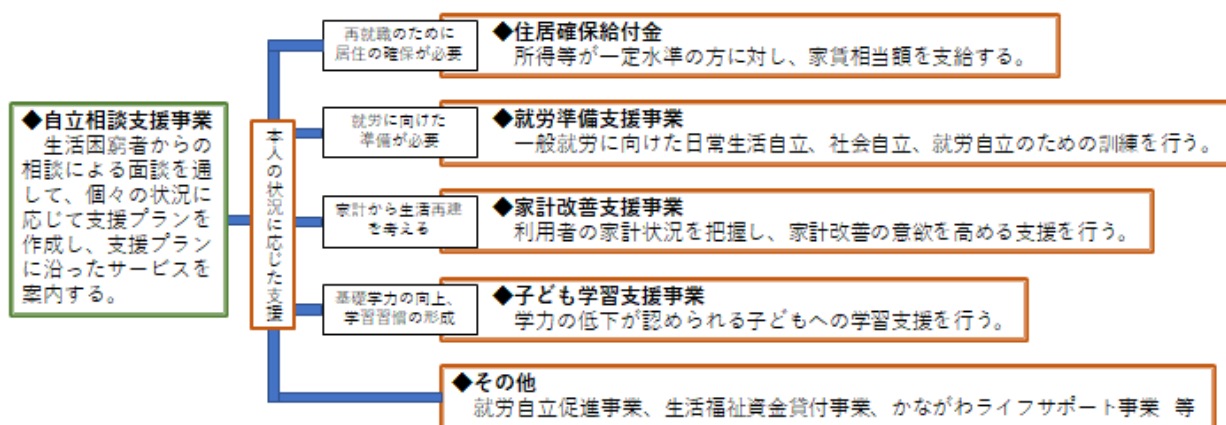 ◆自立相談支援事業
生活困窮者からの
相談による面談を通
して、個々の状況に
応じて支援プランを
作成し、支援プラン
に沿ったサービスを
案内する。
本人の状況に応じた支援
再就職のために
居住の確保が必要
◆住居確保給付金
所得等が一定水準の方に対し、家賃相当額を支給する。
就労に向けた
準備が必要
◆就労準備支援事業
一般就労に向けた日常生活自立、社会自立、就労自立のための訓練を行う。
家計から生活再建
を考える
◆家計改善支援事業
利用者の家計状況を把握し、家計改善の意欲を高める支援を行う。
基礎学力の向上、
学習習慣の形成
◆子ども学習支援事業
学力の低下が認められる子どもへの学習支援を行う。
◆その他
就労自立促進事業、生活福祉資金貸付事業、かながわライフサポート事業 等